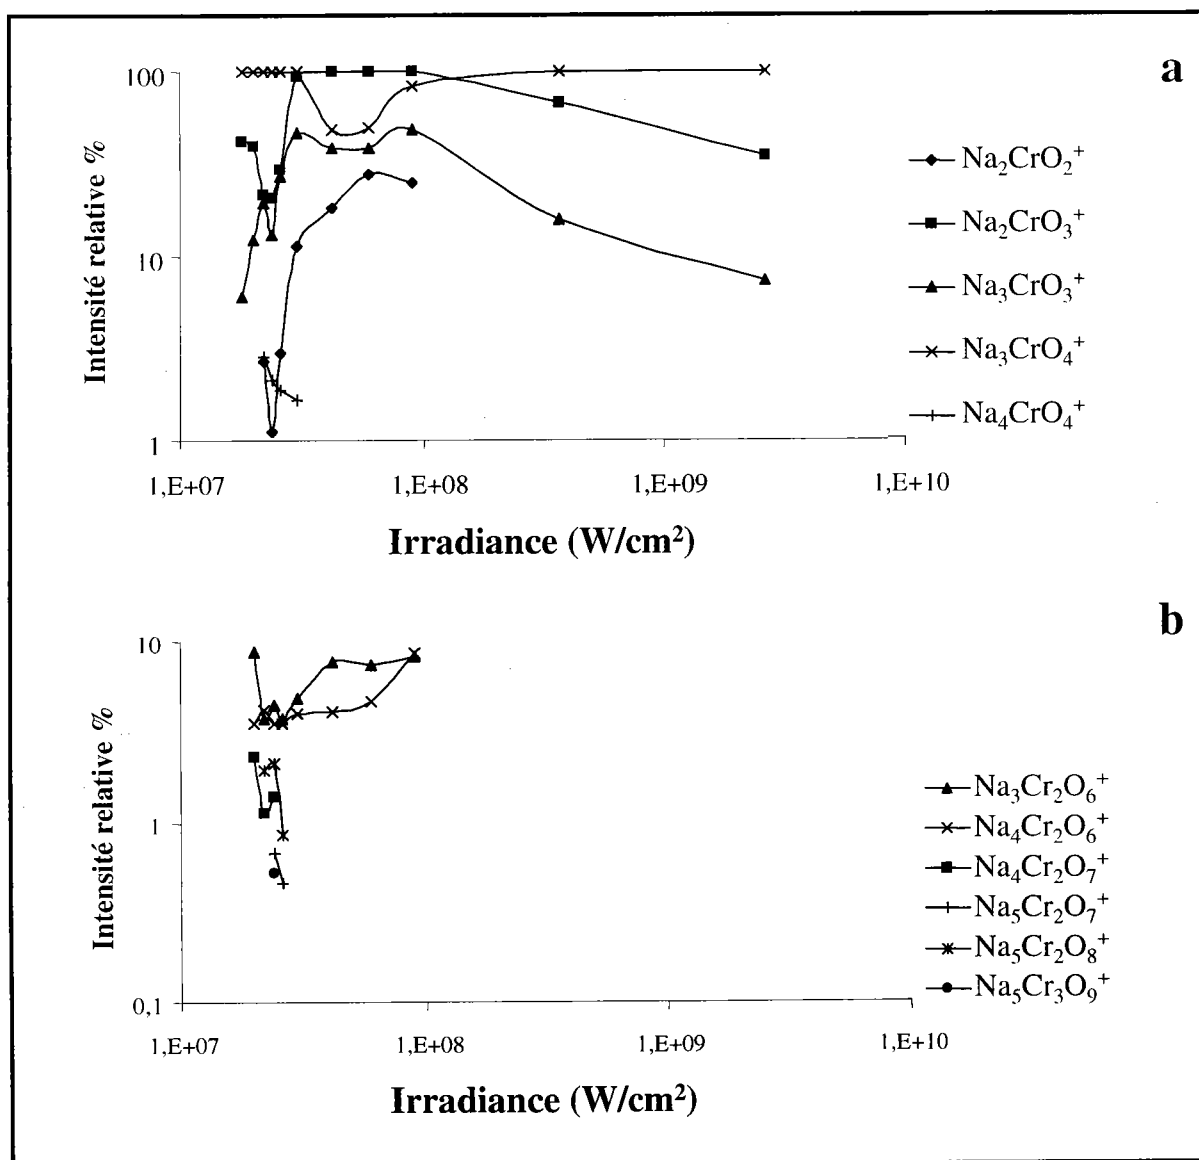 a
100
10
1
Intensité relative %
1,E+07
1,E+08
1,E+09
1,E+10
Irradiance (W/cm²)
Na₂CrO₂⁺
Na₂CrO₃⁺
Na₃CrO₃⁺
Na₃CrO₄⁺
Na₄CrO₄⁺
b
10
1
0,1
Intensité relative %
1,E+07
1,E+08
1,E+09
1,E+10
Irradiance (W/cm²)
Na₃Cr₂O₆⁺
Na₄Cr₂O₆⁺
Na₄Cr₂O₇⁺
Na₅Cr₂O₇⁺
Na₅Cr₂O₈⁺
Na₅Cr₃O₉⁺